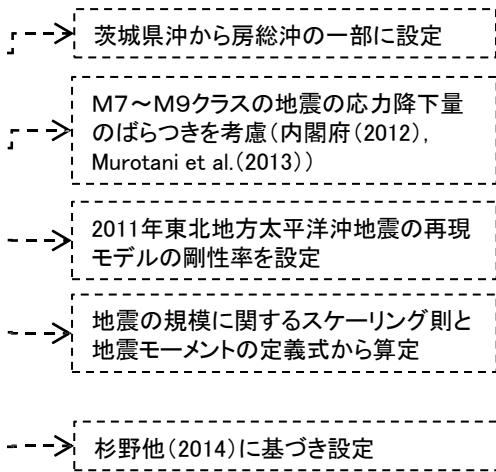 茨城県沖から房総沖の一部に設定
M7~M9クラスの地震の応力降下量
のばらつきを考慮(内閣府(2012),
Murotani et al.(2013))
2011年東北地方太平洋沖地震の再現
モデルの剛性率を設定
地震の規模に関するスケーリング則と
地震モーメントの定義式から算定
杉野他(2014)に基づき設定